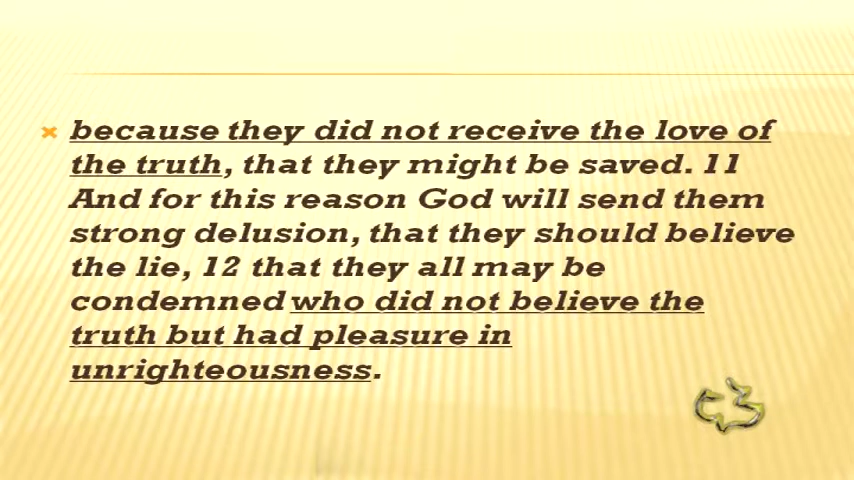 because they did not receive the love of
the truth, that they might be saved. 11
And for this reason God will send them
strong delusion, that they should believe
the lie, 12 that they all may be
condemned who did not believe the
truth but had pleasure in
unrighteousness.